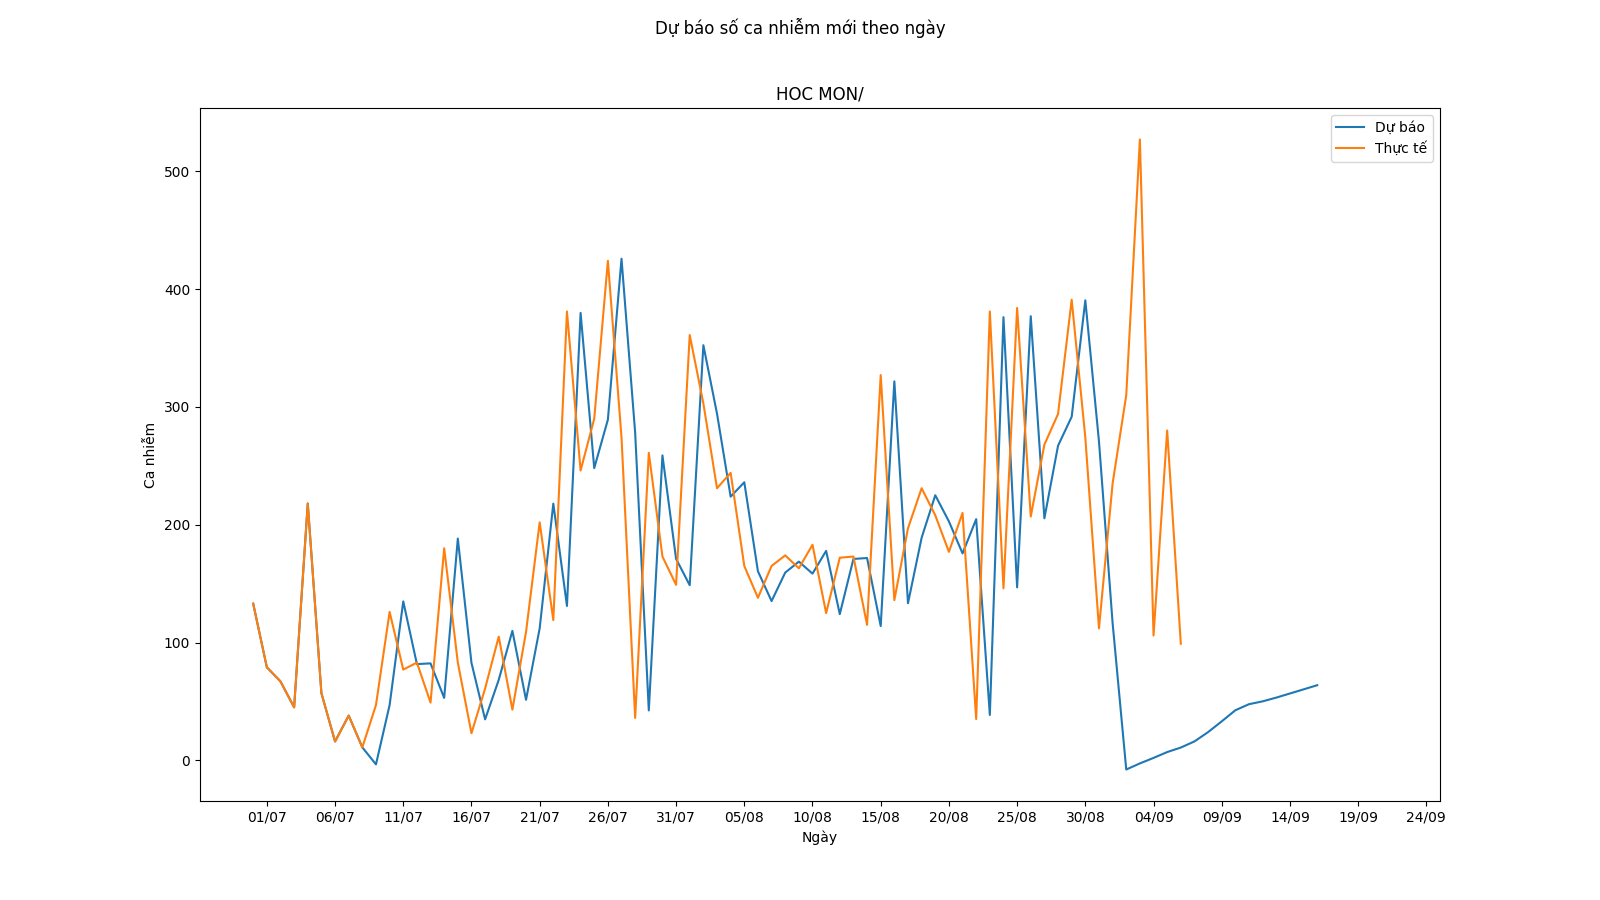 Dự báo số ca nhiễm mới theo ngày
HOC MON/
Dự báo
Thực tế
500
400
300
200
100
0
Ca nhiễm
01/07 06/07 11/07 16/07 21/07 26/07 31/07 05/08 10/08 15/08 20/08 25/08 30/08 04/09 09/09 14/09 19/09 24/09
Ngày